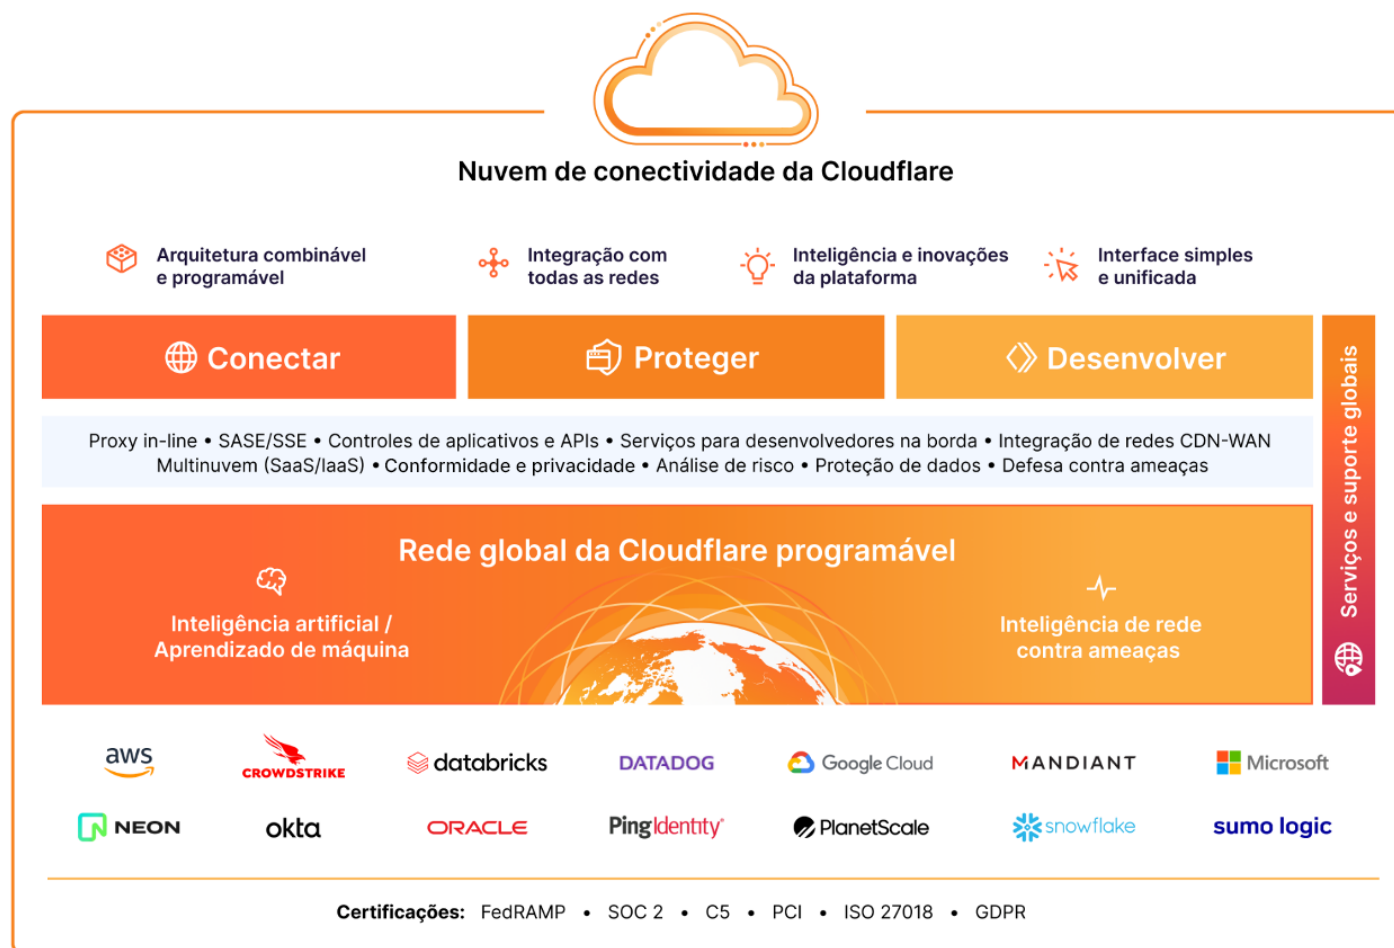 Nuvem de conectividade da Cloudflare
Arquitetura combinável
e programável
Integração com
todas as redes
Inteligência e inovações
da plataforma
Interface simples
e unificada
Conectar
Proteger
Desenvolver
Serviços e suporte globais
Proxy in-line • SASE/SSE • Controles de aplicativos e APIs • Serviços para desenvolvedores na borda • Integração de redes CDN-WAN
Multinuvem (SaaS/IaaS) • Conformidade e privacidade • Análise de risco • Proteção de dados • Defesa contra ameaças
Rede global da Cloudflare programável
Inteligência artificial /
Aprendizado de máquina
Inteligência de rede
contra ameaças
aws
CROWDSTRIKE
databricks
DATADOG
Google Cloud
MANDIANT
Microsoft
NEON
okta
ORACLE
PingIdentity
PlanetScale
snowflake
sumo logic
Certificações: FedRAMP • SOC 2 • C5 • PCI • ISO 27018 • GDPR